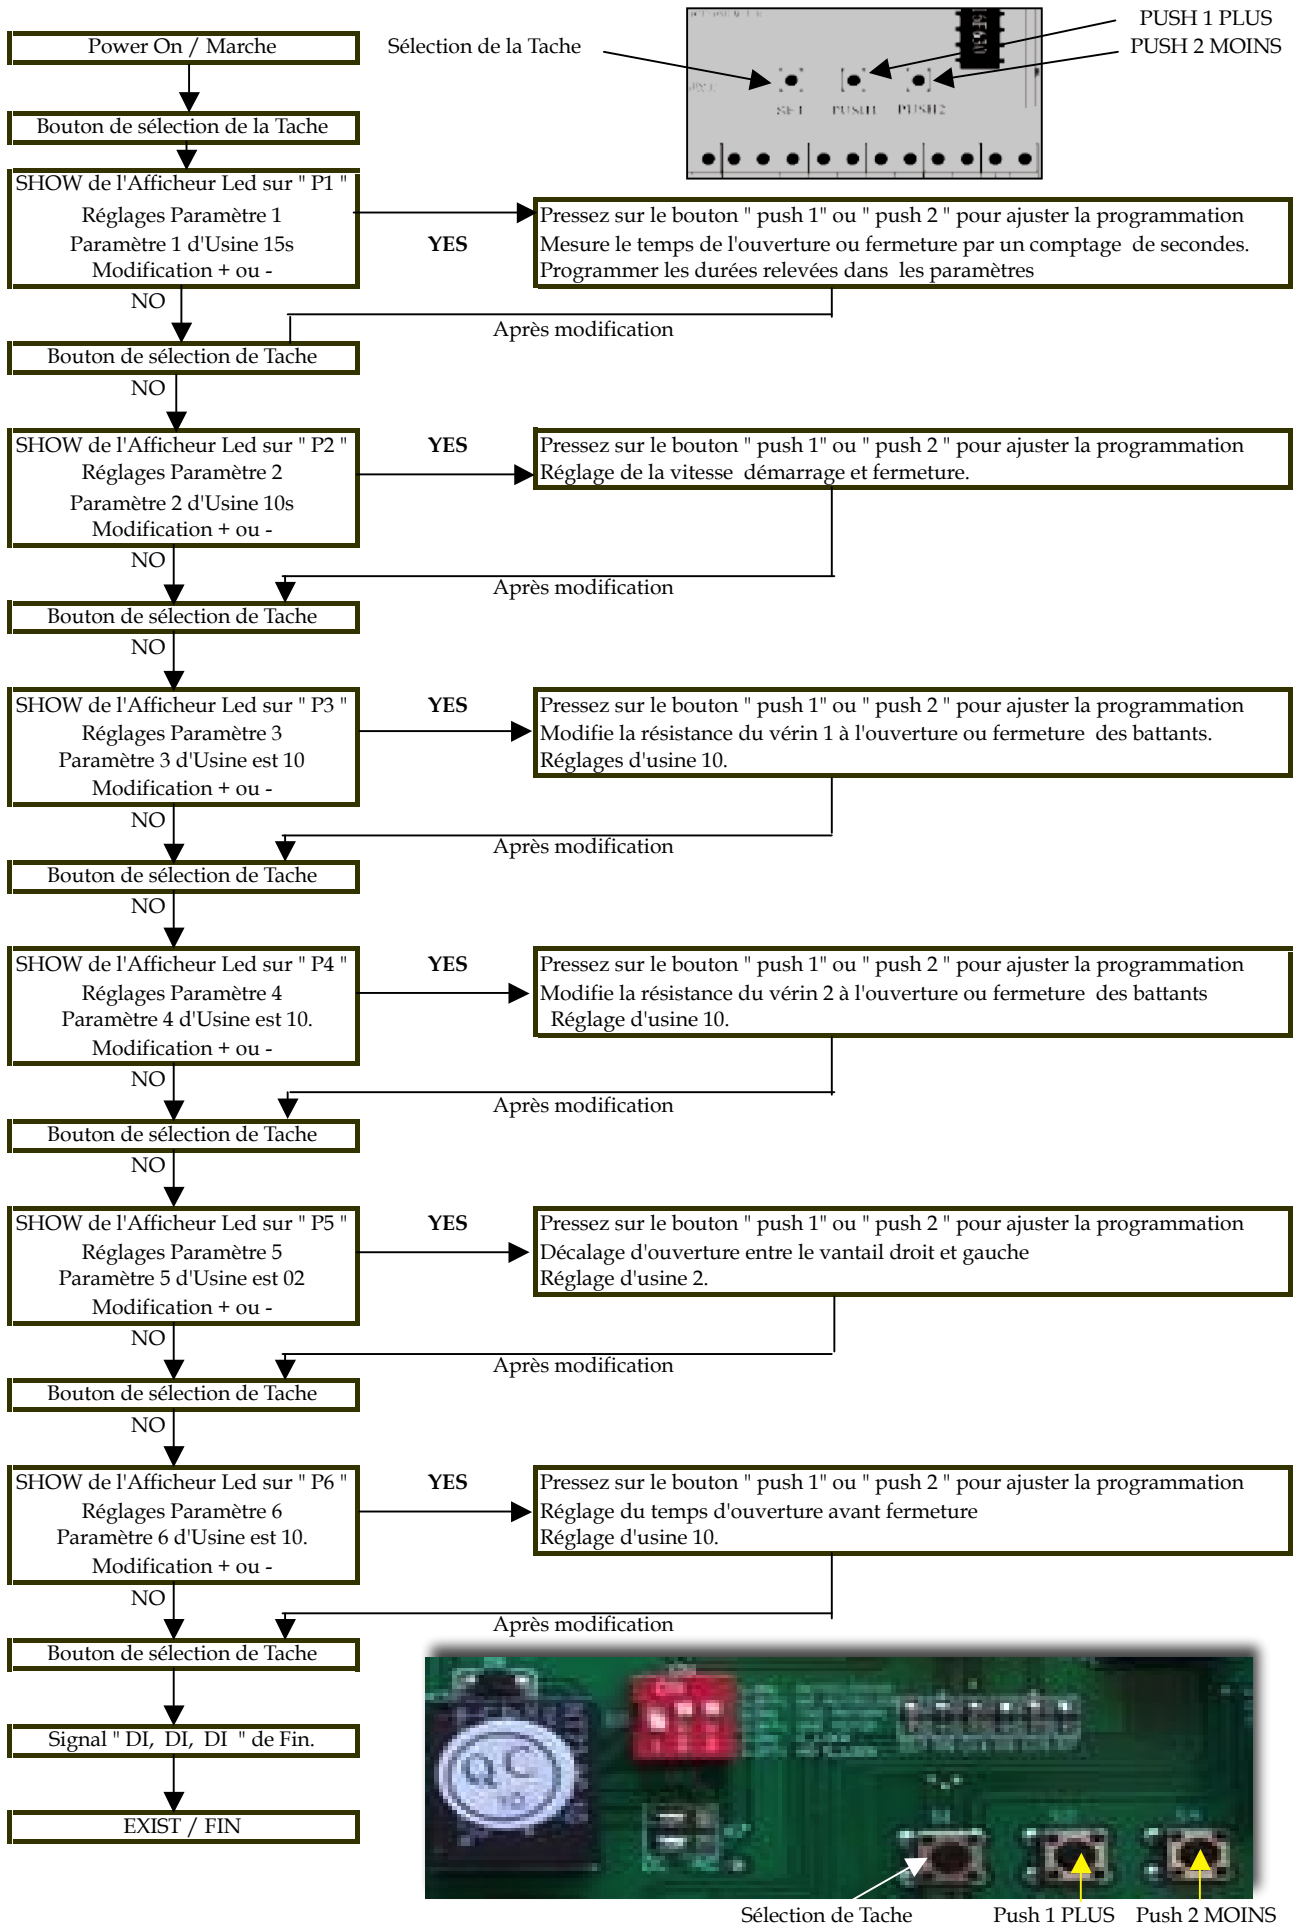 PUSH 1 PLUS
Power On / Marche
Sélection de la Tache
PUSH 2 MOINS
SET PUSH1 PUSH2
Bouton de sélection de la Tache
SHOW de l'Afficheur Led sur " P1 "
Réglages Paramètre 1
Paramètre 1 d'Usine 15s
Modification + ou -
YES
Pressez sur le bouton " push 1" ou " push 2 " pour ajuster la programmation
Mesure le temps de l'ouverture ou fermeture par un comptage de secondes.
Programmer les durées relevées dans les paramètres
NO
Après modification
Bouton de sélection de Tache
NO
SHOW de l'Afficheur Led sur " P2 "
Réglages Paramètre 2
Paramètre 2 d'Usine 10s
Modification + ou -
YES
Pressez sur le bouton " push 1" ou " push 2 " pour ajuster la programmation
Réglage de la vitesse démarrage et fermeture.
NO
Après modification
Bouton de sélection de Tache
NO
SHOW de l'Afficheur Led sur " P3 "
Réglages Paramètre 3
Paramètre 3 d'Usine est 10
Modification + ou -
YES
Pressez sur le bouton " push 1" ou " push 2 " pour ajuster la programmation
Modifie la résistance du vérin 1 à l'ouverture ou fermeture des battants.
Réglages d'usine 10.
NO
Après modification
Bouton de sélection de Tache
NO
SHOW de l'Afficheur Led sur " P4 "
Réglages Paramètre 4
Paramètre 4 d'Usine est 10.
Modification + ou -
YES
Pressez sur le bouton " push 1" ou " push 2 " pour ajuster la programmation
Modifie la résistance du vérin 2 à l'ouverture ou fermeture des battants
Réglage d'usine 10.
NO
Après modification
Bouton de sélection de Tache
NO
SHOW de l'Afficheur Led sur " P5 "
Réglages Paramètre 5
Paramètre 5 d'Usine est 02
Modification + ou -
YES
Pressez sur le bouton " push 1" ou " push 2 " pour ajuster la programmation
Décalage d'ouverture entre le vantail droit et gauche
Réglage d'usine 2.
NO
Après modification
Bouton de sélection de Tache
NO
SHOW de l'Afficheur Led sur " P6 "
Réglages Paramètre 6
Paramètre 6 d'Usine est 10.
Modification + ou -
YES
Pressez sur le bouton " push 1" ou " push 2 " pour ajuster la programmation
Réglage du temps d'ouverture avant fermeture
Réglage d'usine 10.
NO
Après modification
Bouton de sélection de Tache
Signal " DI, DI, DI " de Fin.
EXIST / FIN
QC
Sélection de Tache
Push 1 PLUS
Push 2 MOINS